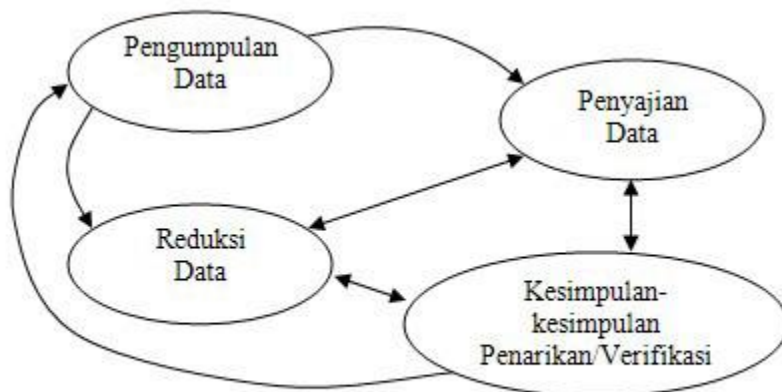 Pengumpulan
Data
Penyajian
Data
Reduksi
Data
Kesimpulan-
kesimpulan
Penarikan/Verifikasi